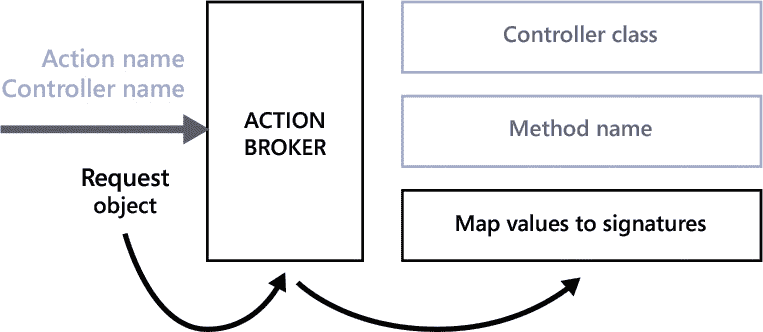 Action name
Controller name
Request
object
ACTION
BROKER
Controller class
Method name
Map values to signatures